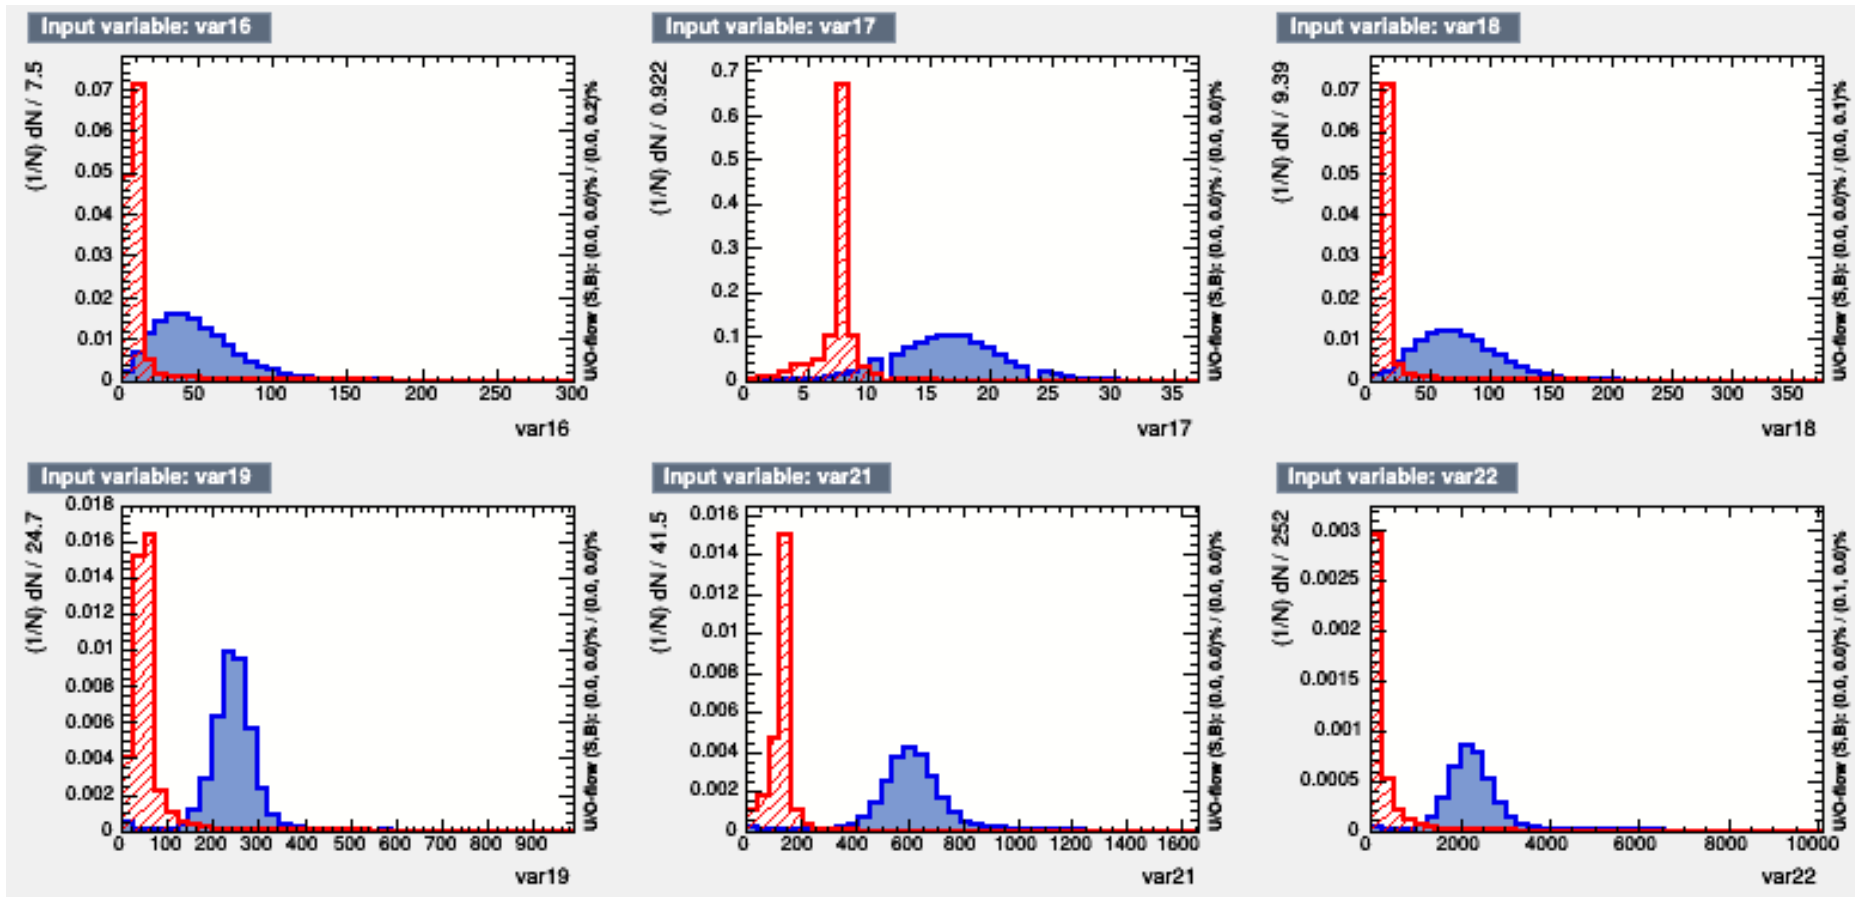 Input variable: var16
(1/N) dN / 7.5
0.07
0.06
0.05
0.04
0.03
0.02
0.01
0
0 50 100 150 200 250 300
var16
U/O-flow (S,B): (0.0, 0.0)% / (0.0, 0.2)%
Input variable: var17
(1/N) dN / 0.922
0.7
0.6
0.5
0.4
0.3
0.2
0.1
0
0 5 10 15 20 25 30 35
var17
U/O-flow (S,B): (0.0, 0.0)% / (0.0, 0.0)%
Input variable: var18
(1/N) dN / 9.39
0.07
0.06
0.05
0.04
0.03
0.02
0.01
0
0 50 100 150 200 250 300 350
var18
U/O-flow (S,B): (0.0, 0.0)% / (0.0, 0.1)%
Input variable: var19
(1/N) dN / 24.7
0.018
0.016
0.014
0.012
0.01
0.008
0.006
0.004
0.002
0
0 100 200 300 400 500 600 700 800 900
var19
U/O-flow (S,B): (0.0, 0.0)% / (0.0, 0.0)%
Input variable: var21
(1/N) dN / 41.5
0.016
0.014
0.012
0.01
0.008
0.006
0.004
0.002
0
0 200 400 600 800 1000 1200 1400 1600
var21
U/O-flow (S,B): (0.0, 0.0)% / (0.0, 0.0)%
Input variable: var22
(1/N) dN / 252
0.003
0.0025
0.002
0.0015
0.001
0.0005
0
0 2000 4000 6000 8000 10000
var22
U/O-flow (S,B): (0.0, 0.0)% / (0.1, 0.0)%